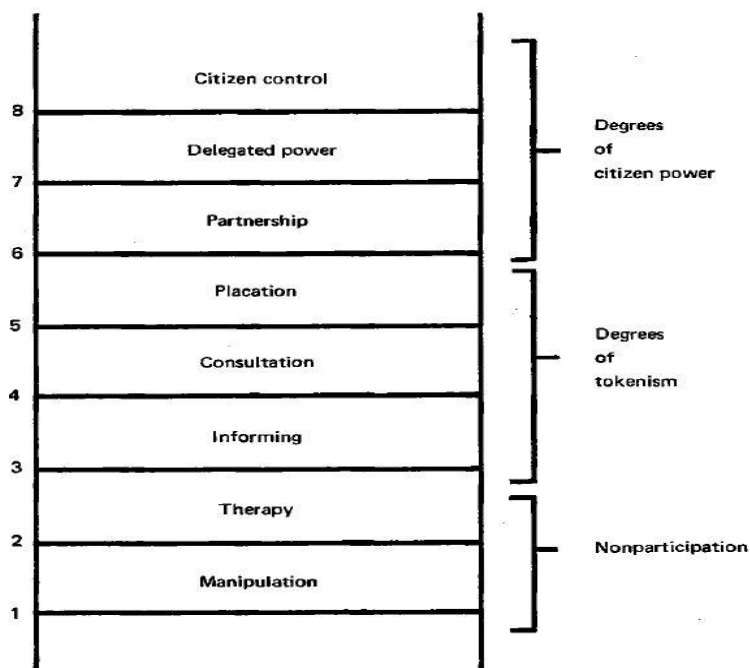 Citizen control
8
Delegated power
7
Partnership
6
Placation
5
Consultation
4
Informing
3
Therapy
2
Manipulation
1
Degrees
of
citizen power
Degrees
of
tokenism
Nonparticipation